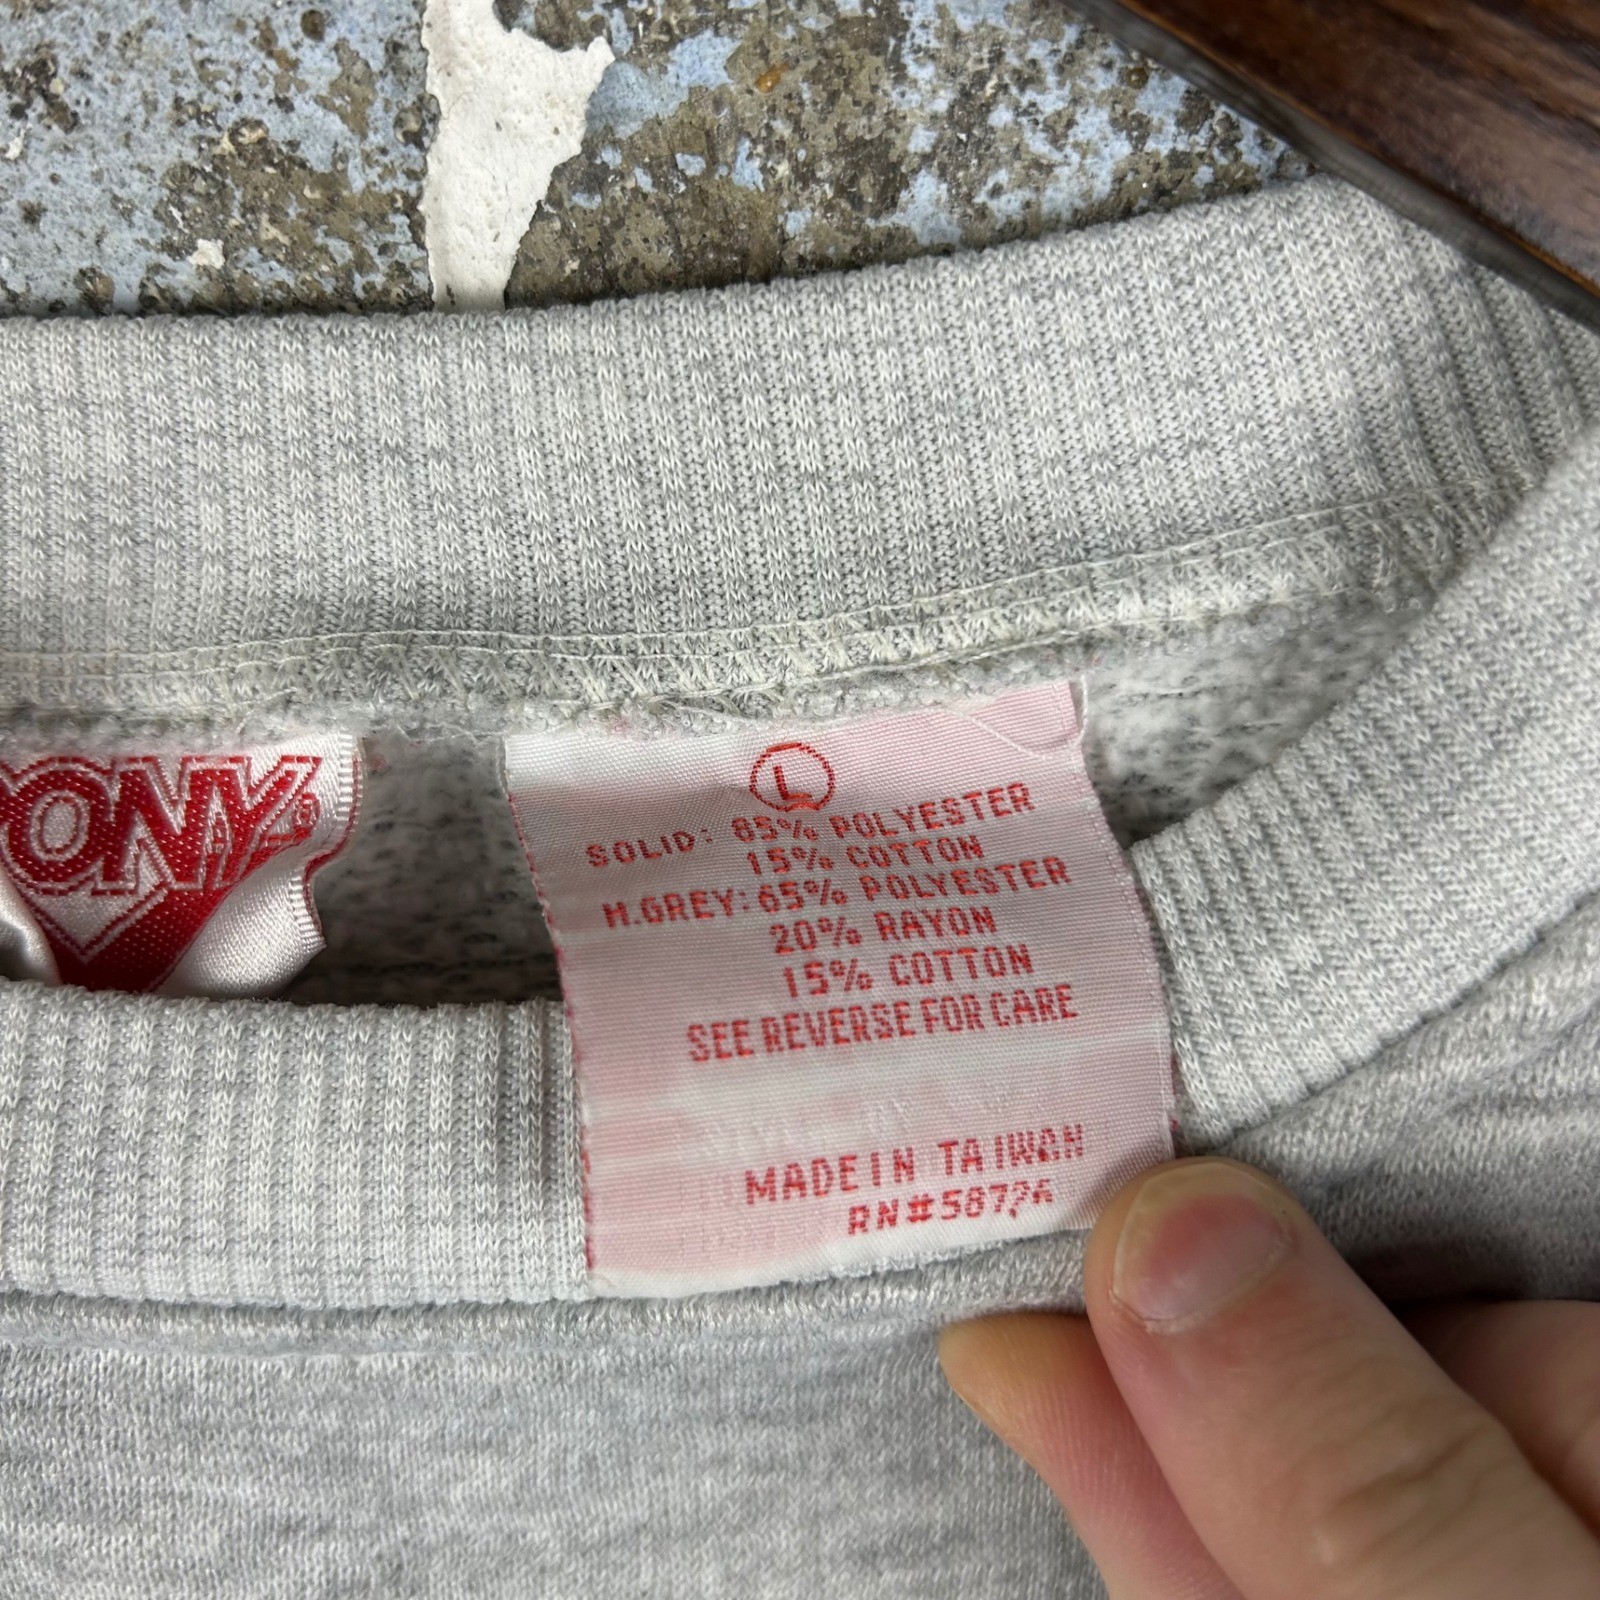 PONY®
L
SOLID: 85% POLYESTER
15% COTTON
H.GREY: 65% POLYESTER
20% RAYON
15% COTTON
SEE REVERSE FOR CARE
MADE IN TAIWAN